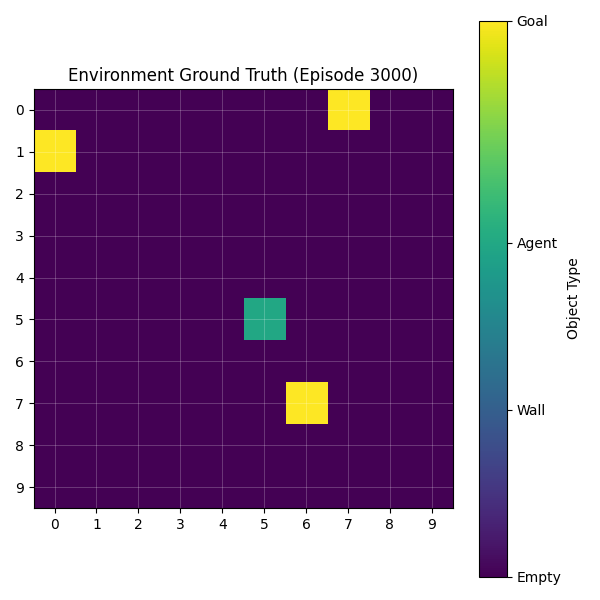 Environment Ground Truth (Episode 3000)
0
1
2
3
4
5
6
7
8
9
0 1 2 3 4 5 6 7 8 9
Goal
Agent
Wall
Empty
Object Type